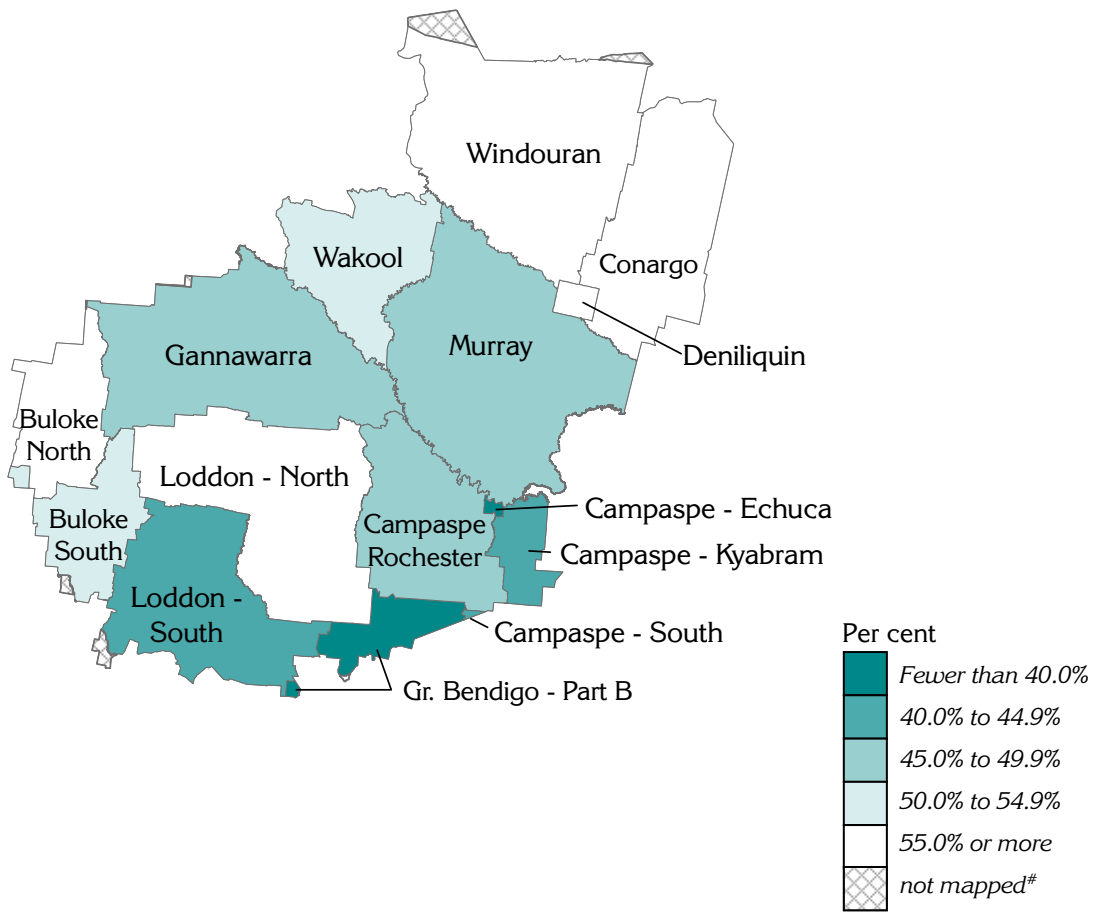 Windouran
Wakool
Conargo
Gannawarra
Murray
Deniliquin
Buloke
North
Loddon - North
Campaspe - Echuca
Buloke
South
Campaspe
Rochester
Campaspe - Kyabram
Loddon -
South
Campaspe - South
Gr. Bendigo - Part B
Per cent
Fewer than 40.0%
40.0% to 44.9%
45.0% to 49.9%
50.0% to 54.9%
55.0% or more
not mapped#